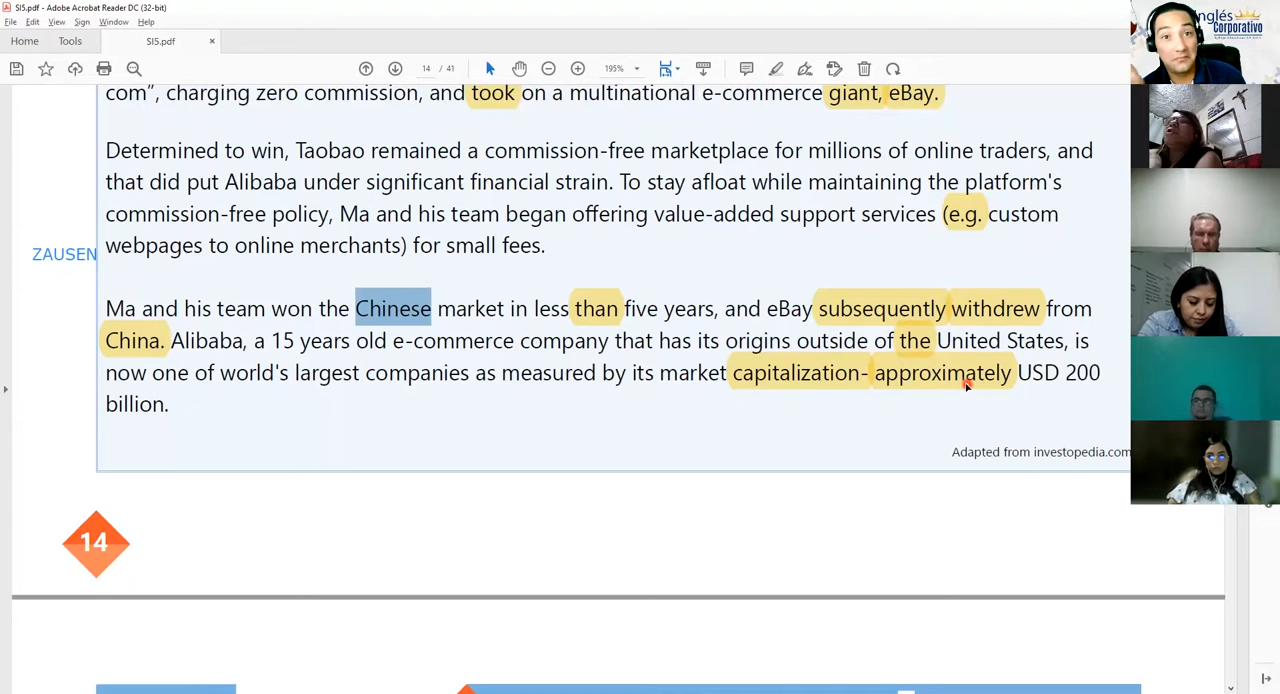 SI5.pdf - Adobe Acrobat Reader DC (32-bit)
File Edit View Sign Window Help
Home Tools SI5.pdf ×
14 / 41 195%
com”, charging zero commission, and took on a multinational e-commerce giant, eBay.
Determined to win, Taobao remained a commission-free marketplace for millions of online traders, and
that did put Alibaba under significant financial strain. To stay afloat while maintaining the platform's
commission-free policy, Ma and his team began offering value-added support services (e.g. custom
webpages to online merchants) for small fees.
ZAUSEN
Ma and his team won the Chinese market in less than five years, and eBay subsequently withdrew from
China. Alibaba, a 15 years old e-commerce company that has its origins outside of the United States, is
now one of world's largest companies as measured by its market capitalization- approximately USD 200
billion.
Adapted from investopedia.com
14
Inglés
Corporativo